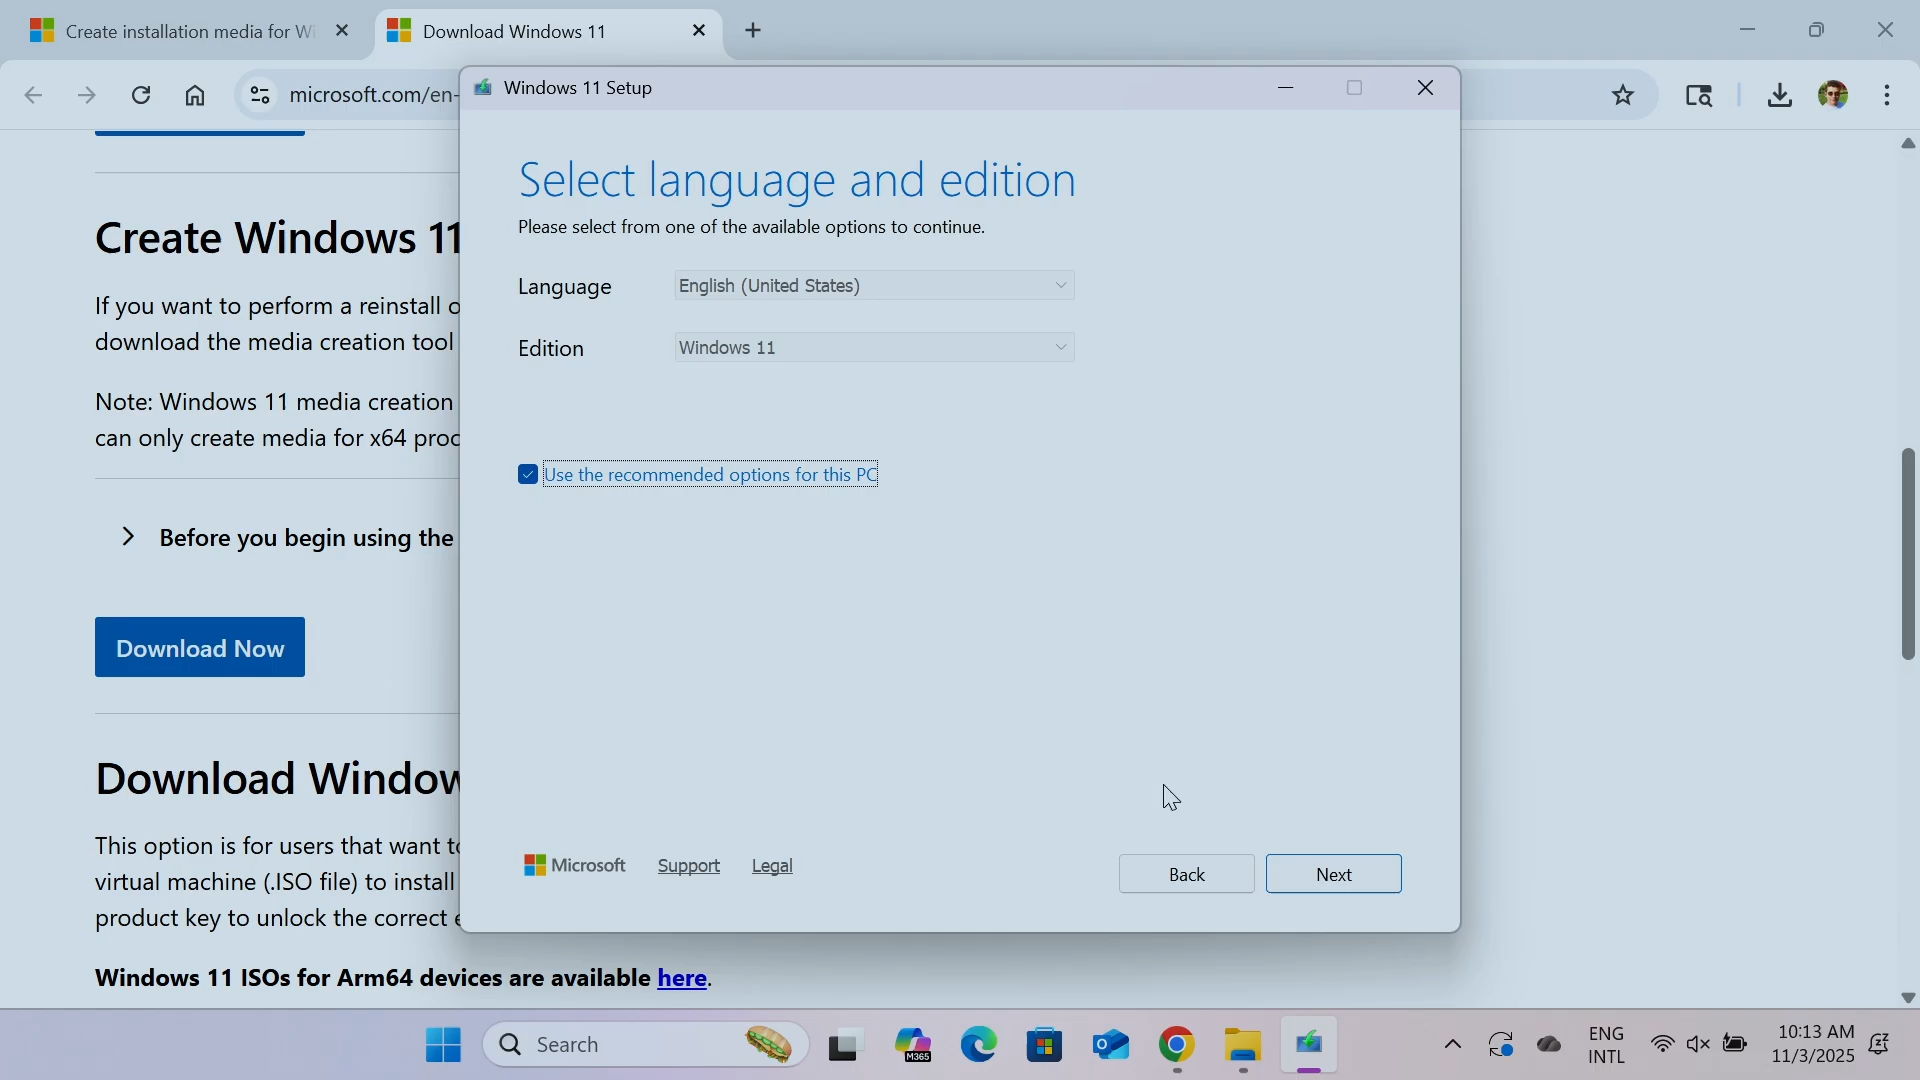 Create installation media for Wi
Download Windows 11
microsoft.com/en-
Windows 11 Setup
Select language and edition
Please select from one of the available options to continue.
Language
English (United States)
Edition
Windows 11
Use the recommended options for this PC
Microsoft
Support
Legal
Back
Next
Create Windows 11
If you want to perform a reinstall o
download the media creation tool
Note: Windows 11 media creation
can only create media for x64 proc
Before you begin using the
Download Now
Download Window
This option is for users that want to
virtual machine (.ISO file) to install
product key to unlock the correct e
Windows 11 ISOs for Arm64 devices are available here.
Search
M365
ENG
INTL
10:13 AM
11/3/2025